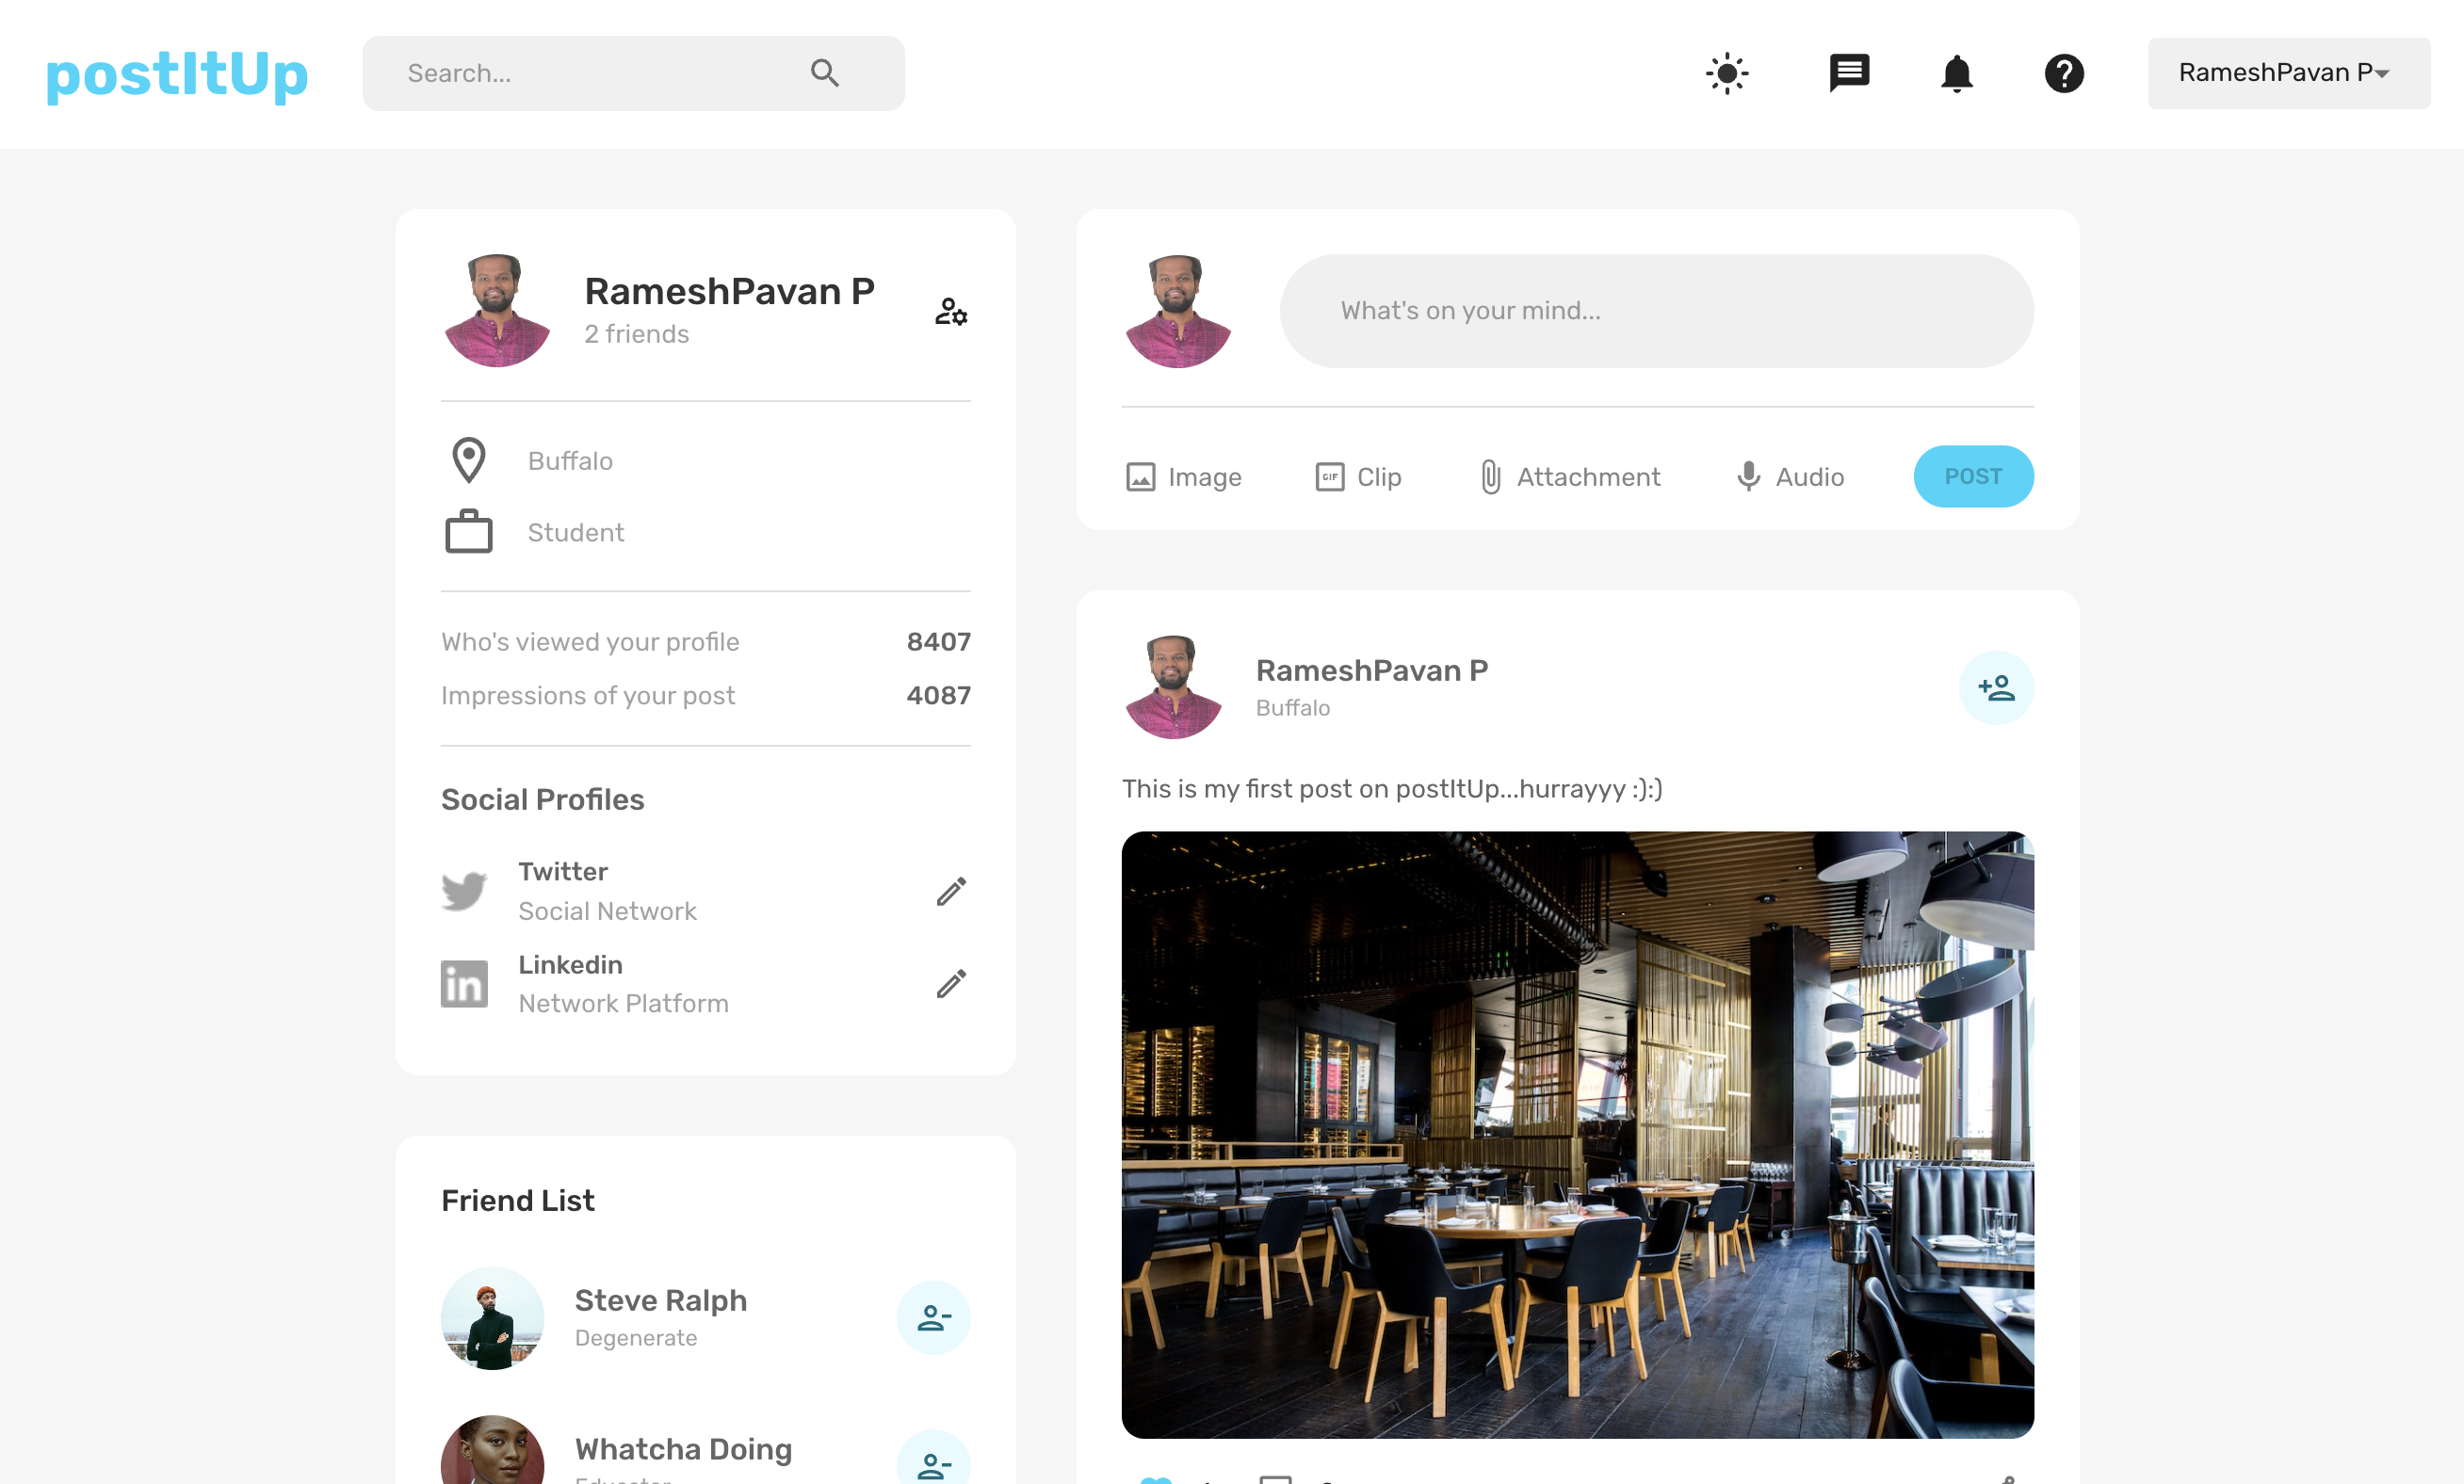 postItUp
Search...
RameshPavan P
RameshPavan P
2 friends
Buffalo
Student
Who's viewed your profile 8407
Impressions of your post 4087
Social Profiles
Twitter
Social Network
Linkedin
Network Platform
Friend List
Steve Ralph
Degenerate
Whatcha Doing
What's on your mind...
Image GIF Clip Attachment Audio POST
RameshPavan P
Buffalo
This is my first post on postItUp...hurrayyy :):)